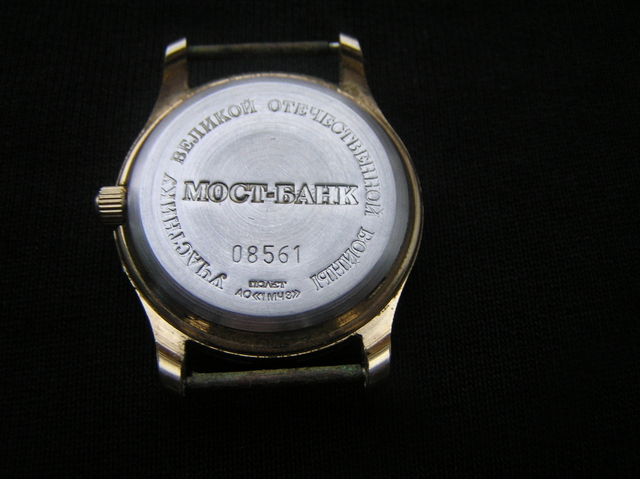 УЧАСТНИКУ ВЕЛИКОЙ ОТЕЧЕСТВЕННОЙ ВОЙНЫ
МОСТ-БАНК
08561
ПОЛЕТ
АО«1МЧЗ»